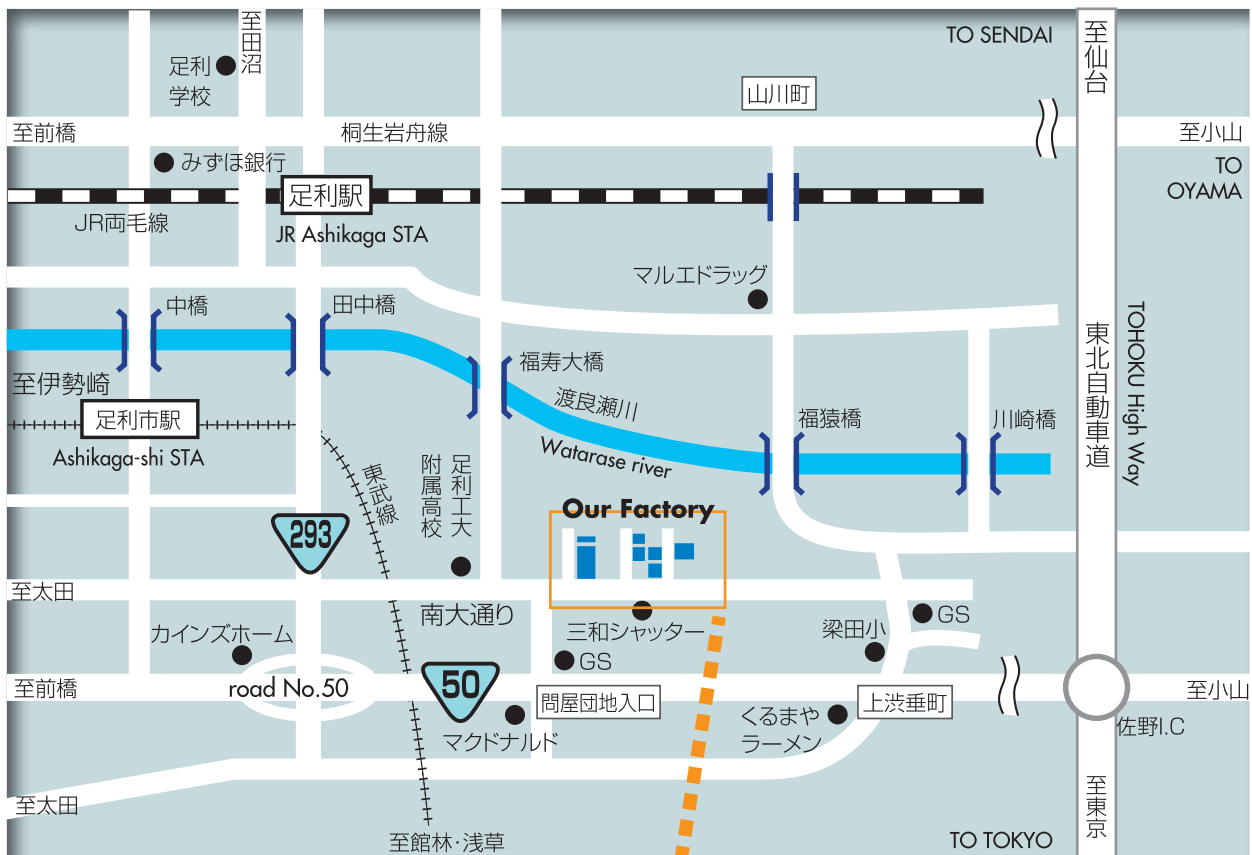 至田沼
TO SENDAI
至仙台
足利
学校
山川町
至前橋
桐生岩舟線
至小山
みずほ銀行
TO
OYAMA
足利駅
JR両毛線
JR Ashikaga STA
マルエドラッグ
中橋
田中橋
東北自動車道
TOHOKU High Way
福寿大橋
至伊勢崎
渡良瀬川
足利市駅
福猿橋
川崎橋
Watarase river
Ashikaga-shi STA
東武線
足利工大
附属高校
Our Factory
293
至太田
南大通り
GS
カインズホーム
三和シャッター
梁田小
GS
至前橋
road No.50
50
問屋団地入口
上渋垂町
至小山
くるまや
ラーメン
マクドナルド
佐野I.C
至太田
至東京
至館林・浅草
TO TOKYO